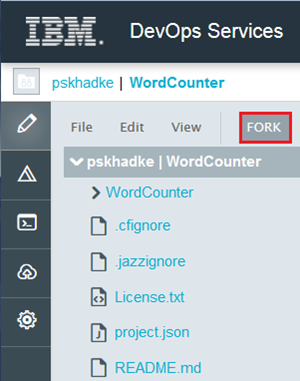 IBM. DevOps Services
pskhadke | WordCounter
File Edit View FORK
pskhadke | WordCounter
WordCounter
.cfignore
.jazzignore
License.txt
project.json
README.md